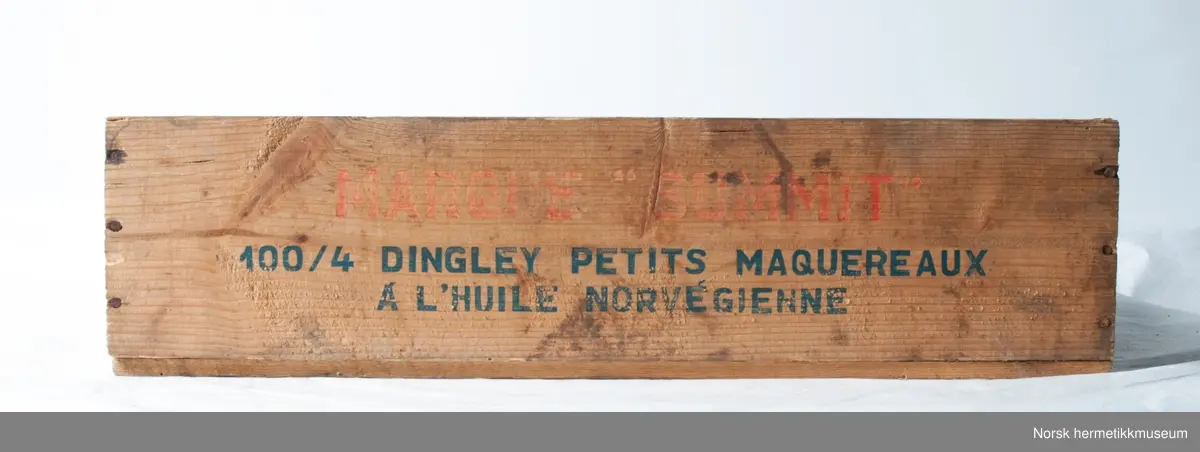 MARQUE "SUMMIT"
100/4 DINGLEY PETITS MAQUEREAUX
Á L'HUILE NORVÉGIENNE
Norsk hermetikkmuseum